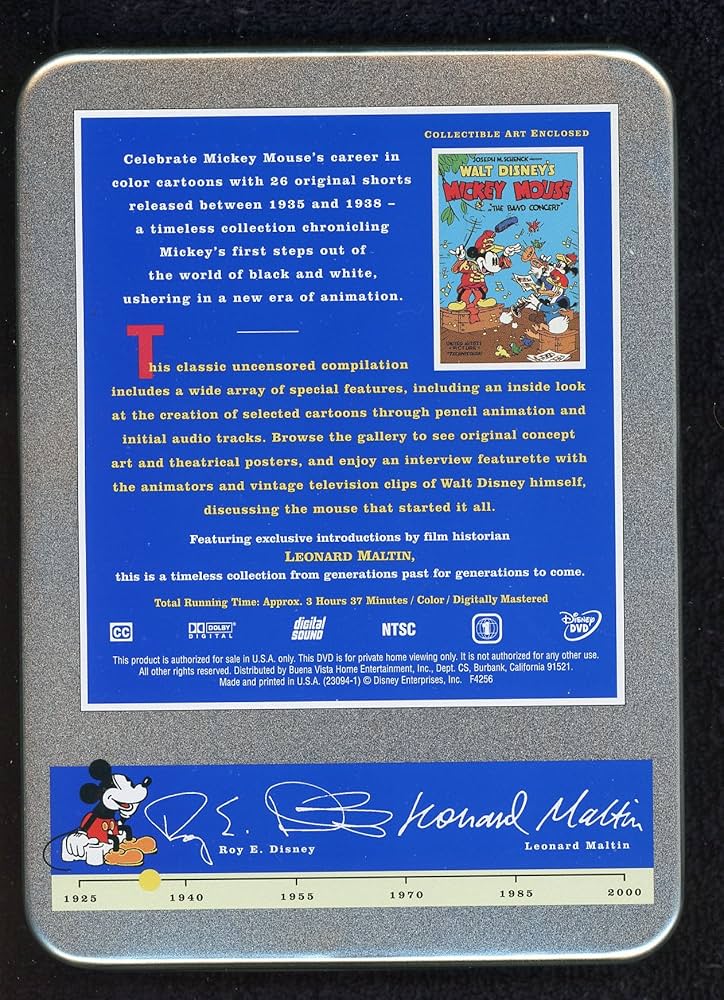 COLLECTIBLE ART ENCLOSED
Celebrate Mickey Mouse's career in
color cartoons with 26 original shorts
released between 1935 and 1938 –
a timeless collection chronicling
Mickey's first steps out of
the world of black and white,
ushering in a new era of animation.
JOSEPH M. SCHENCK
WALT DISNEY'S
MICKEY MOUSE
"THE BAND CONCERT"
UNITED ARTISTS
PICTURE
TECHNICOLOR
This classic uncensored compilation
includes a wide array of special features, including an inside look
at the creation of selected cartoons through pencil animation and
initial audio tracks. Browse the gallery to see original concept
art and theatrical posters, and enjoy an interview featurette with
the animators and vintage television clips of Walt Disney himself,
discussing the mouse that started it all.
Featuring exclusive introductions by film historian
LEONARD MALTIN,
this is a timeless collection from generations past for generations to come.
Total Running Time: Approx. 3 Hours 37 Minutes / Color / Digitally Mastered
CC DOLBY DIGITAL digital SOUND NTSC 1 Disney DVD
This product is authorized for sale in U.S.A. only. This DVD is for private home viewing only. It is not authorized for any other use.
All other rights reserved. Distributed by Buena Vista Home Entertainment, Inc., Dept. CS, Burbank, California 91521.
Made and printed in U.S.A. (23094-1) © Disney Enterprises, Inc. F4256
Roy E. Disney Leonard Maltin
Roy E. Disney Leonard Maltin
1925 1940 1955 1970 1985 2000